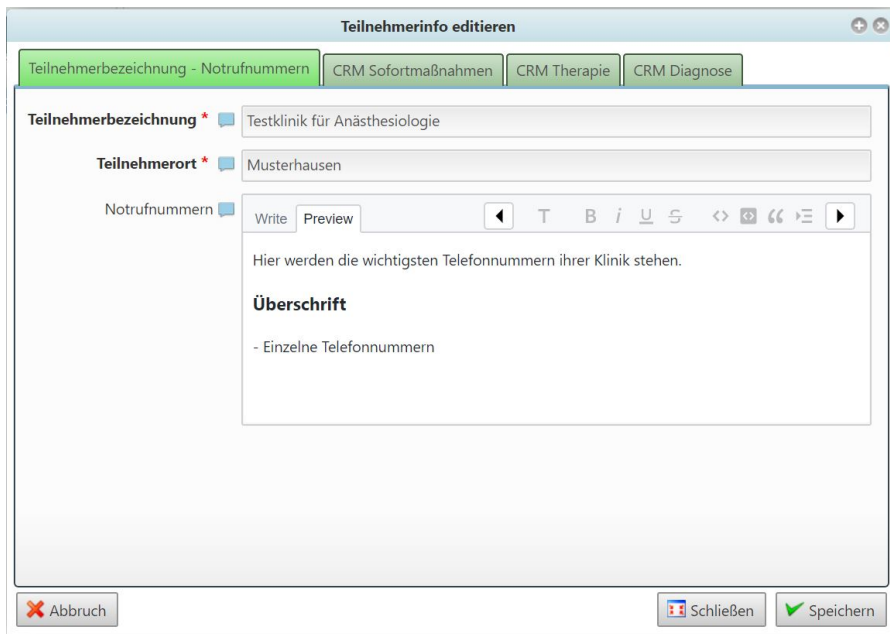 Teilnehmerinfo editieren
Teilnehmerbezeichnung - Notrufnummern CRM Sofortmaßnahmen CRM Therapie CRM Diagnose
Teilnehmerbezeichnung * Testklinik für Anästhesiologie
Teilnehmerort * Musterhausen
Notrufnummern Write Preview T B i U S
Hier werden die wichtigsten Telefonnummern ihrer Klinik stehen.
Überschrift
- Einzelne Telefonnummern
Abbruch Schließen Speichern